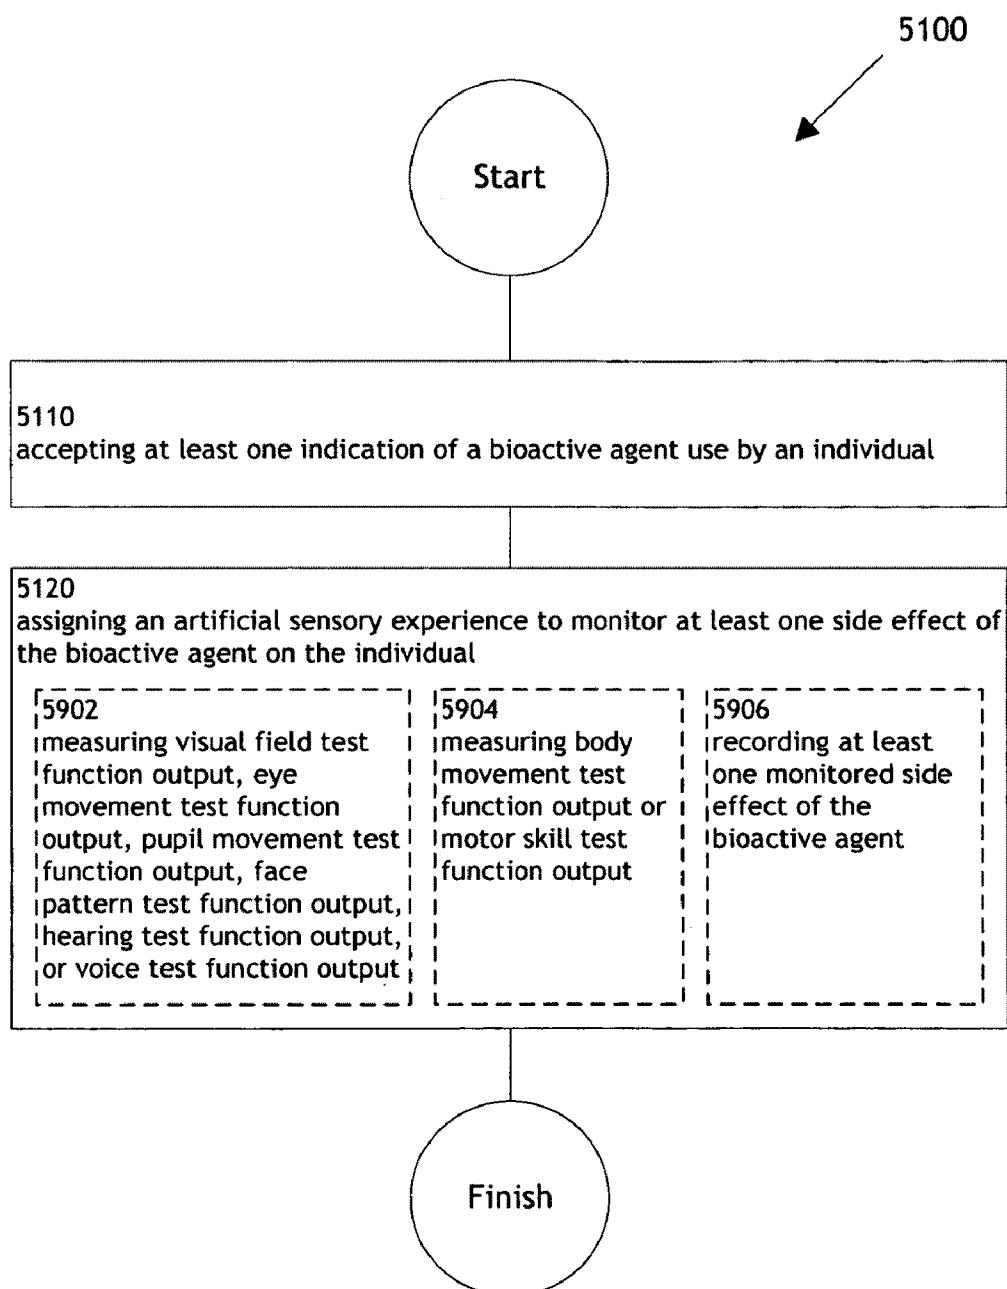 5100
Start
5110
accepting at least one indication of a bioactive agent use by an individual
5120
assigning an artificial sensory experience to monitor at least one side effect of
the bioactive agent on the individual
5902
measuring visual field test
function output, eye
movement test function
output, pupil movement test
function output, face
pattern test function output,
hearing test function output,
or voice test function output
5904
measuring body
movement test
function output or
motor skill test
function output
5906
recording at least
one monitored side
effect of the
bioactive agent
Finish